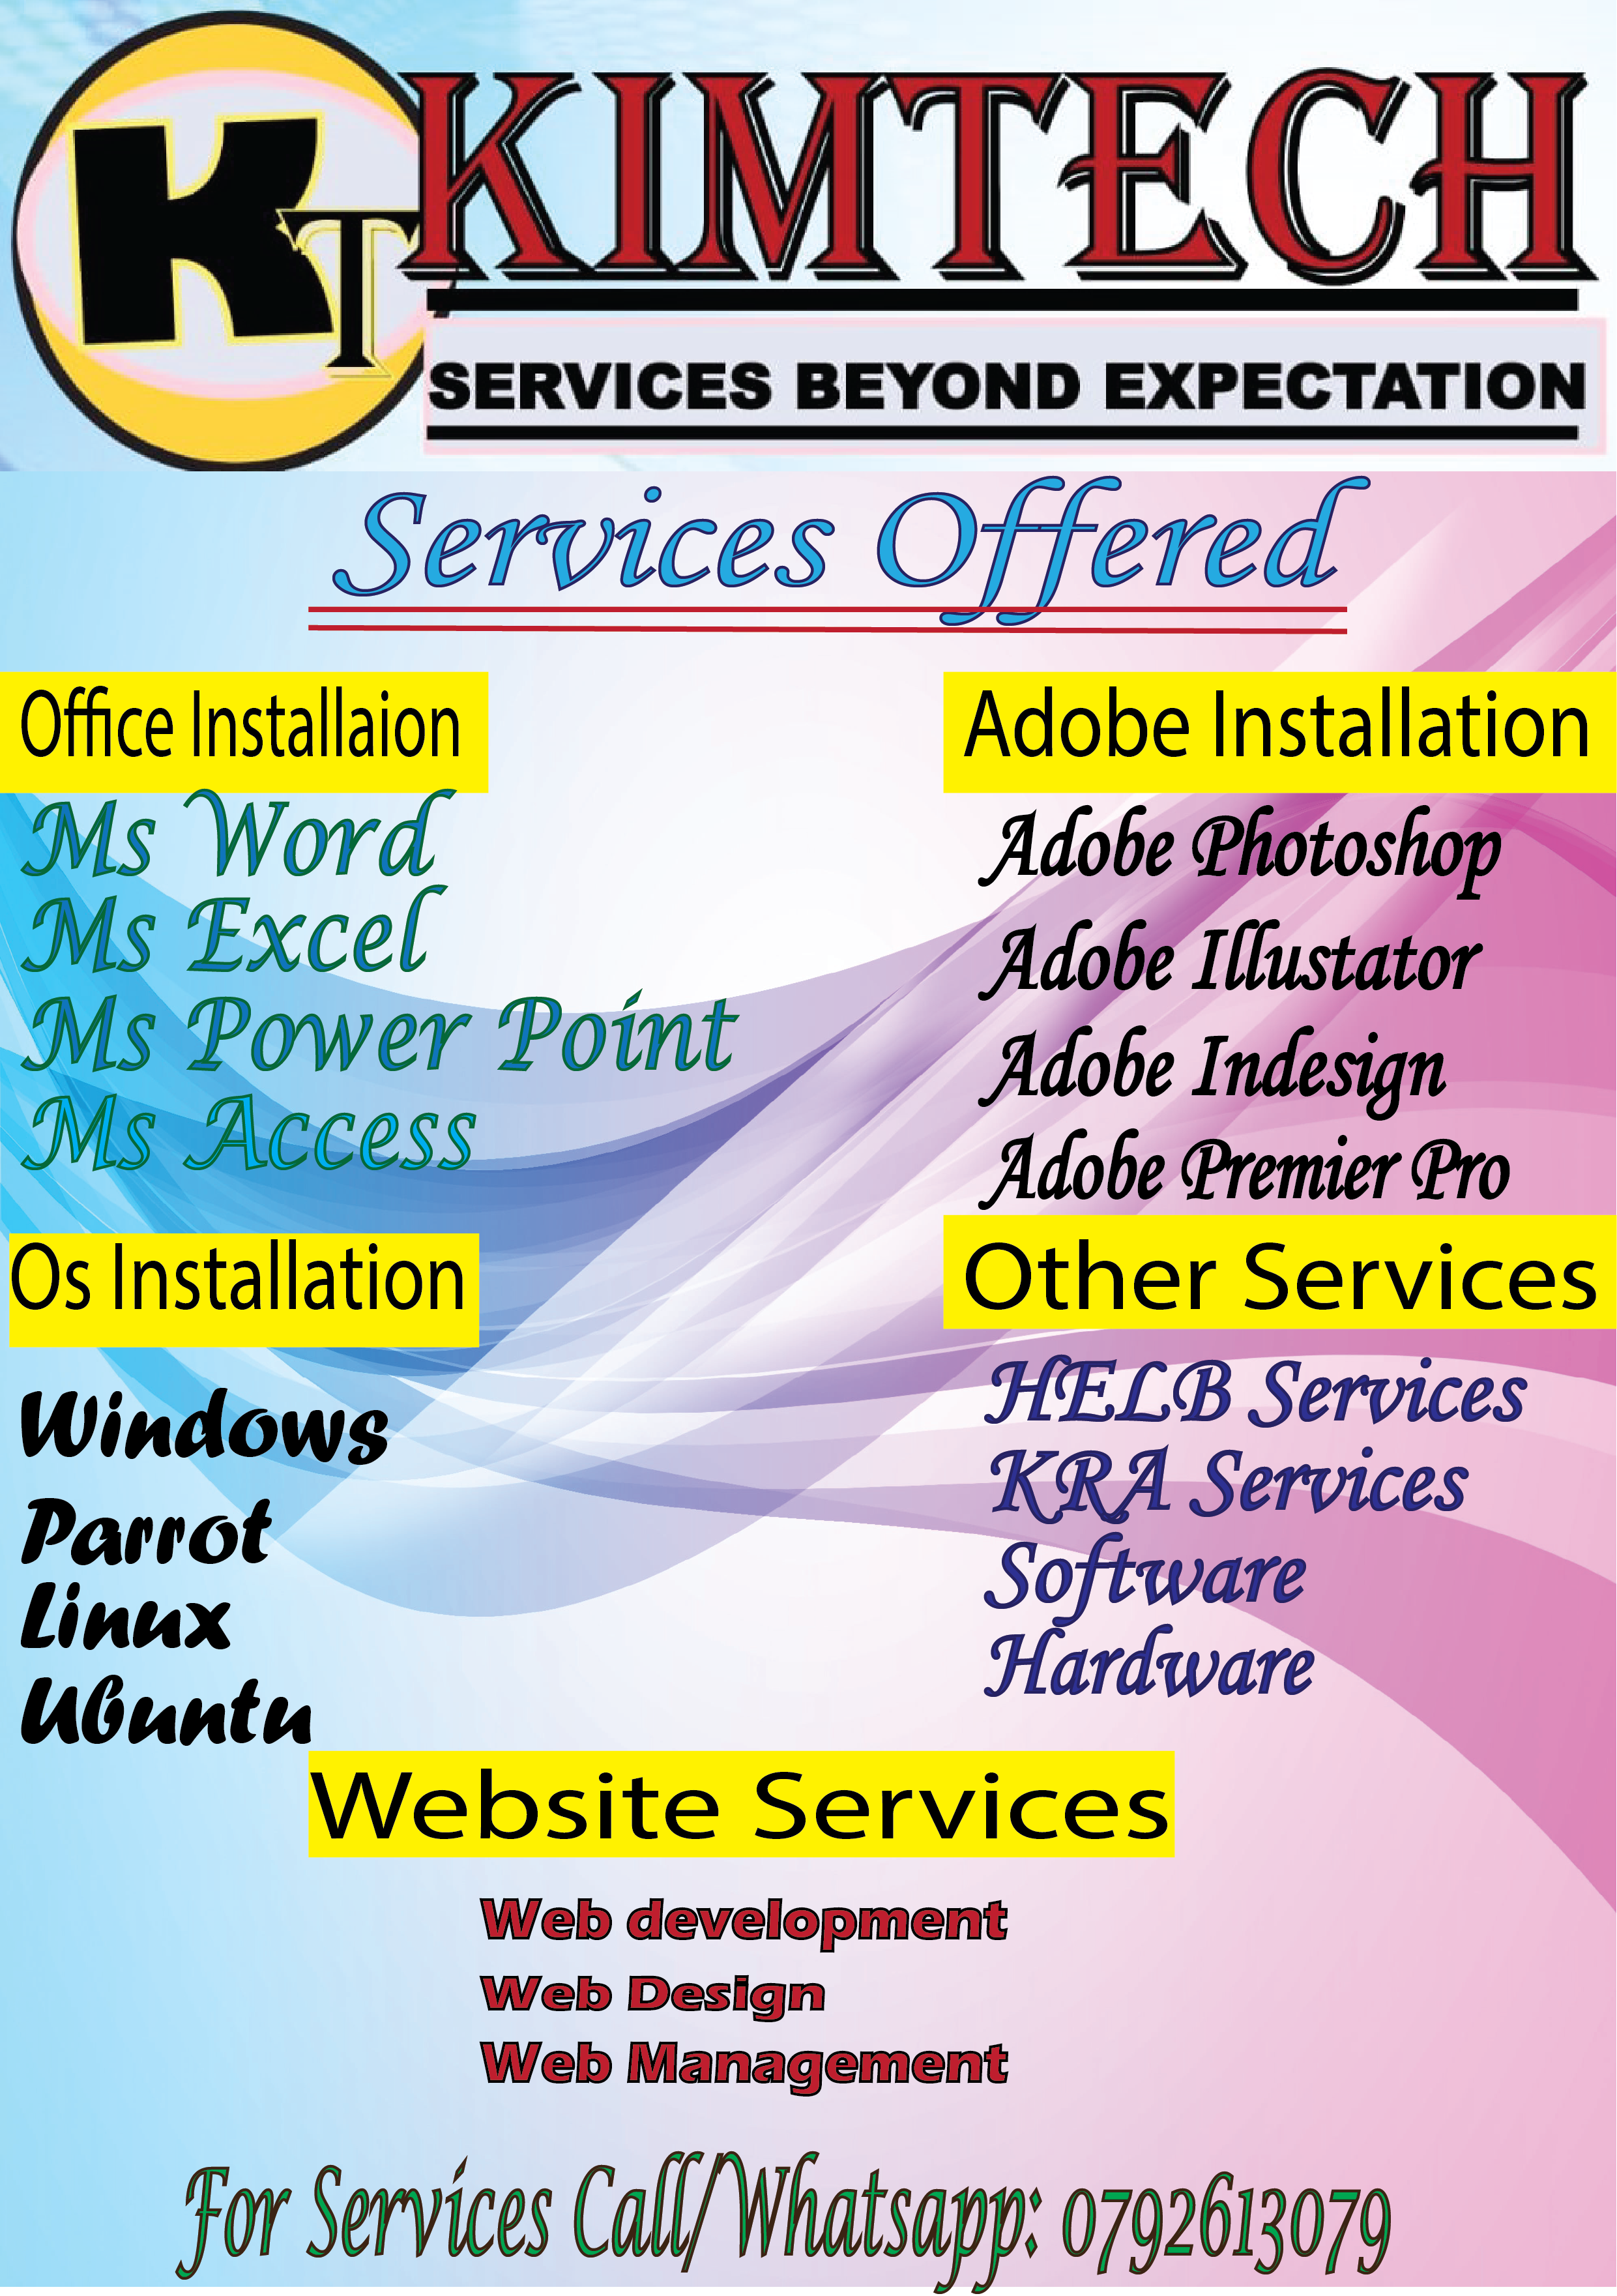 KT
KIMTECH
SERVICES BEYOND EXPECTATION
Services Offered
Office Installaion
Ms Word
Ms Excel
Ms Power Point
Ms Access
Adobe Installation
Adobe Photoshop
Adobe Illustator
Adobe Indesign
Adobe Premier Pro
Os Installation
Windows
Parrot
Linux
Ubuntu
Other Services
HELB Services
KRA Services
Software
Hardware
Website Services
Web development
Web Design
Web Management
For Services Call/Whatsapp: 0792613079